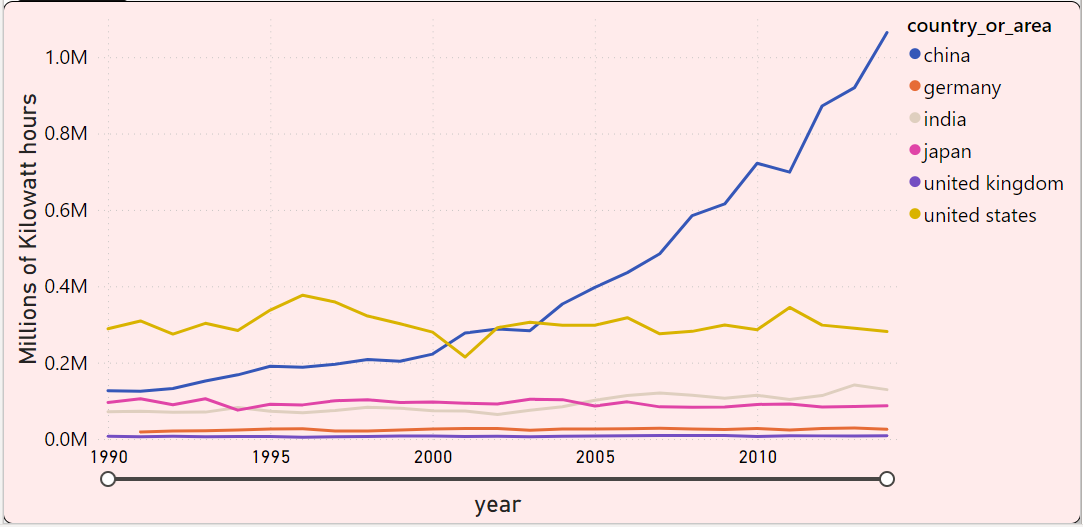 country_or_area
china
germany
india
japan
united kingdom
united states
Millions of Kilowatt hours
1.0M
0.8M
0.6M
0.4M
0.2M
0.0M
1990 1995 2000 2005 2010
year